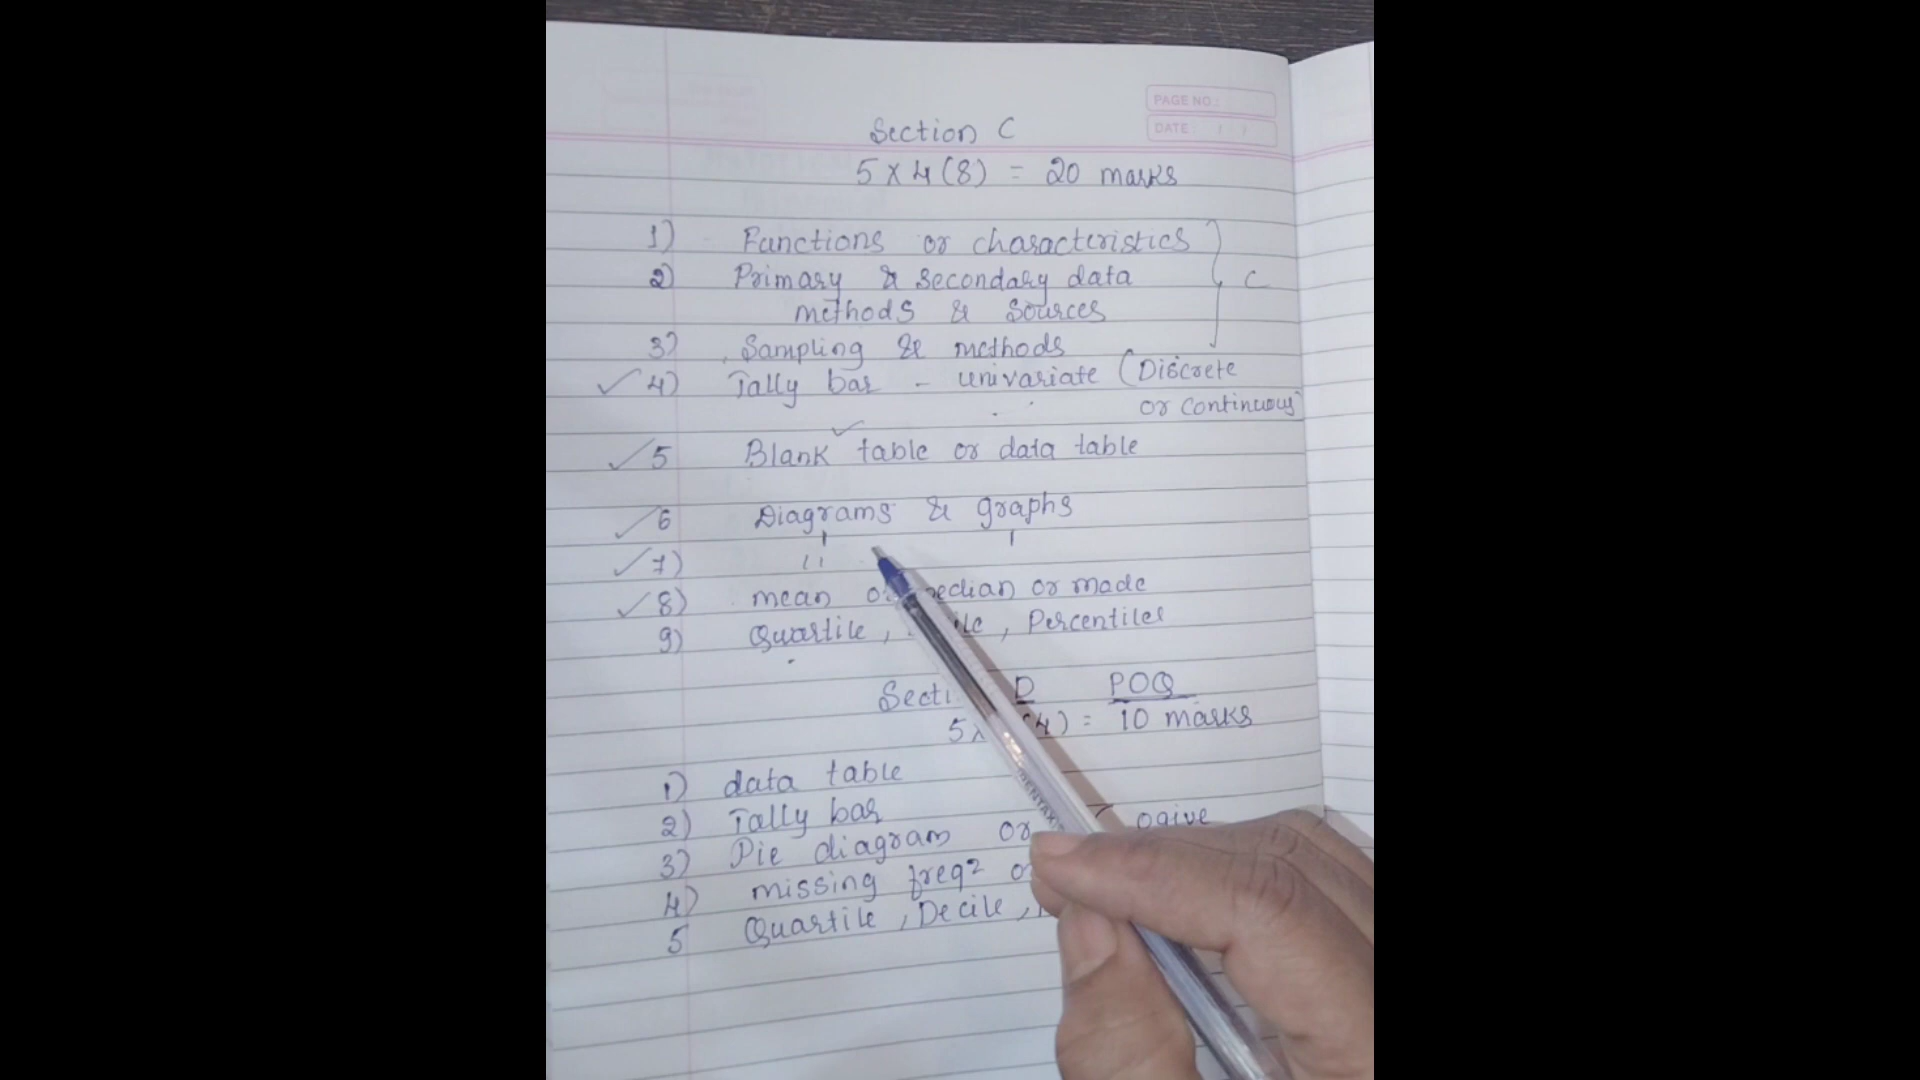 PAGE NO.:
DATE: / /
Section C
5 x 4 (8) = 20 marks
1) Functions or characteristics
2) Primary & secondary data C
methods & Sources
3) Sampling & methods
✓ 4) Tally bar - univariate (Discrete
or continuous)
✓ 5 Blank table or data table
✓ 6 Diagrams & graphs
✓ 7) 11
✓ 8) mean or median or mode
9) Quartile, , Percentiles
D POQ
5x (4) = 10 marks
1) data table
2) Tally bar
3) Pie diagram or ogive
4) missing freq
5 Quartile, Decile,